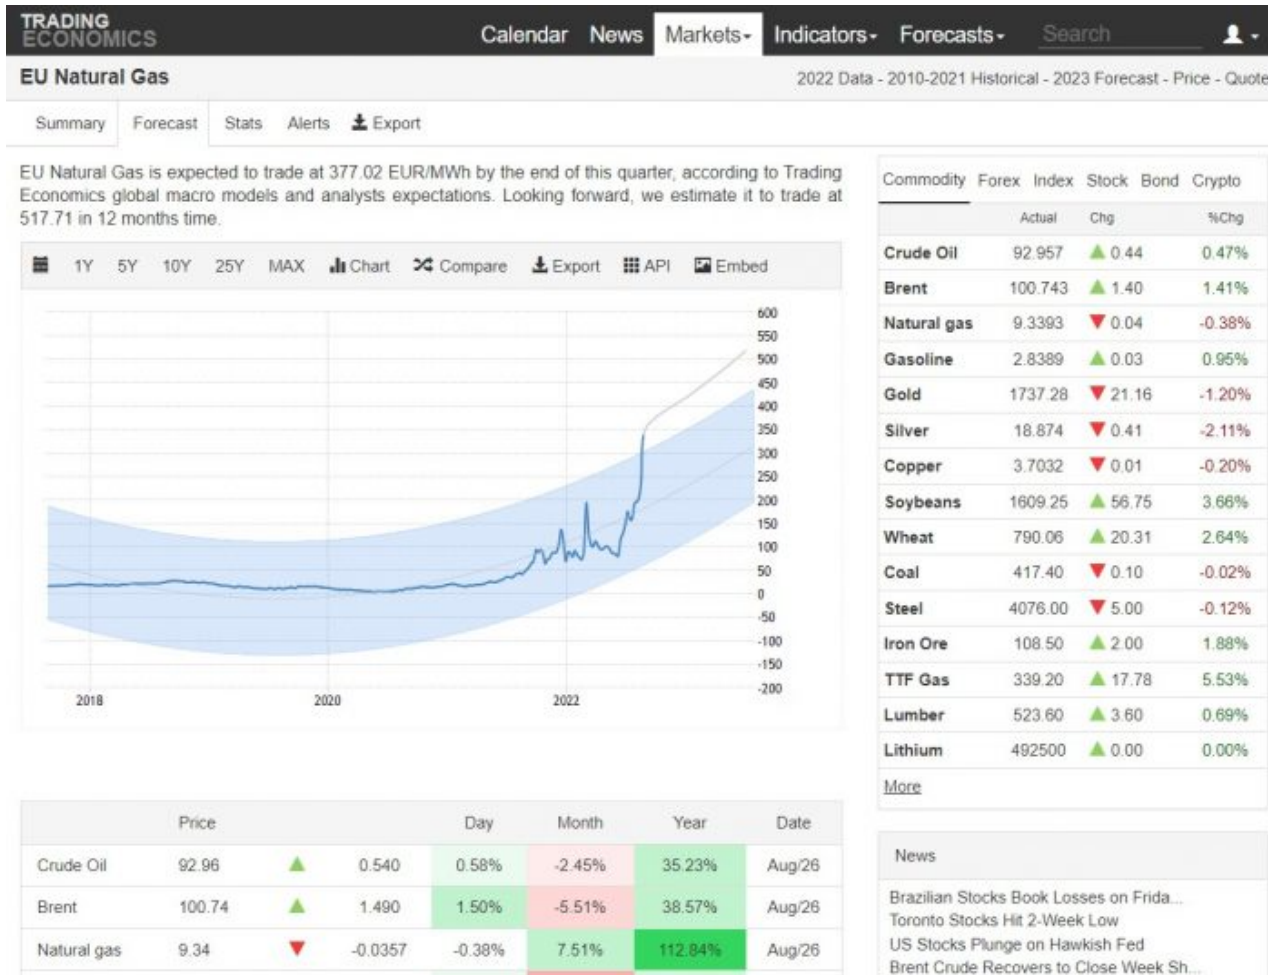 TRADING
ECONOMICS
Calendar News Markets Indicators Forecasts Search
EU Natural Gas
2022 Data - 2010-2021 Historical - 2023 Forecast - Price - Quote
Summary Forecast Stats Alerts Export
EU Natural Gas is expected to trade at 377.02 EUR/MWh by the end of this quarter, according to Trading
Economics global macro models and analysts expectations. Looking forward, we estimate it to trade at
517.71 in 12 months time.
1Y 5Y 10Y 25Y MAX Chart Compare Export API Embed
600
550
500
450
400
350
300
250
200
150
100
50
0
-50
-100
-150
-200
2018 2020 2022
Commodity Forex Index Stock Bond Crypto
Actual Chg %Chg
Crude Oil 92.957 0.44 0.47%
Brent 100.743 1.40 1.41%
Natural gas 9.3393 0.04 -0.38%
Gasoline 2.8389 0.03 0.95%
Gold 1737.28 21.16 -1.20%
Silver 18.874 0.41 -2.11%
Copper 3.7032 0.01 -0.20%
Soybeans 1609.25 56.75 3.66%
Wheat 790.06 20.31 2.64%
Coal 417.40 0.10 -0.02%
Steel 4076.00 5.00 -0.12%
Iron Ore 108.50 2.00 1.88%
TTF Gas 339.20 17.78 5.53%
Lumber 523.60 3.60 0.69%
Lithium 492500 0.00 0.00%
More
Price Day Month Year Date
Crude Oil 92.96 0.540 0.58% -2.45% 35.23% Aug/26
Brent 100.74 1.490 1.50% -5.51% 38.57% Aug/26
Natural gas 9.34 -0.0357 -0.38% 7.51% 112.84% Aug/26
News
Brazilian Stocks Book Losses on Frida...
Toronto Stocks Hit 2-Week Low
US Stocks Plunge on Hawkish Fed
Brent Crude Recovers to Close Week Sh...